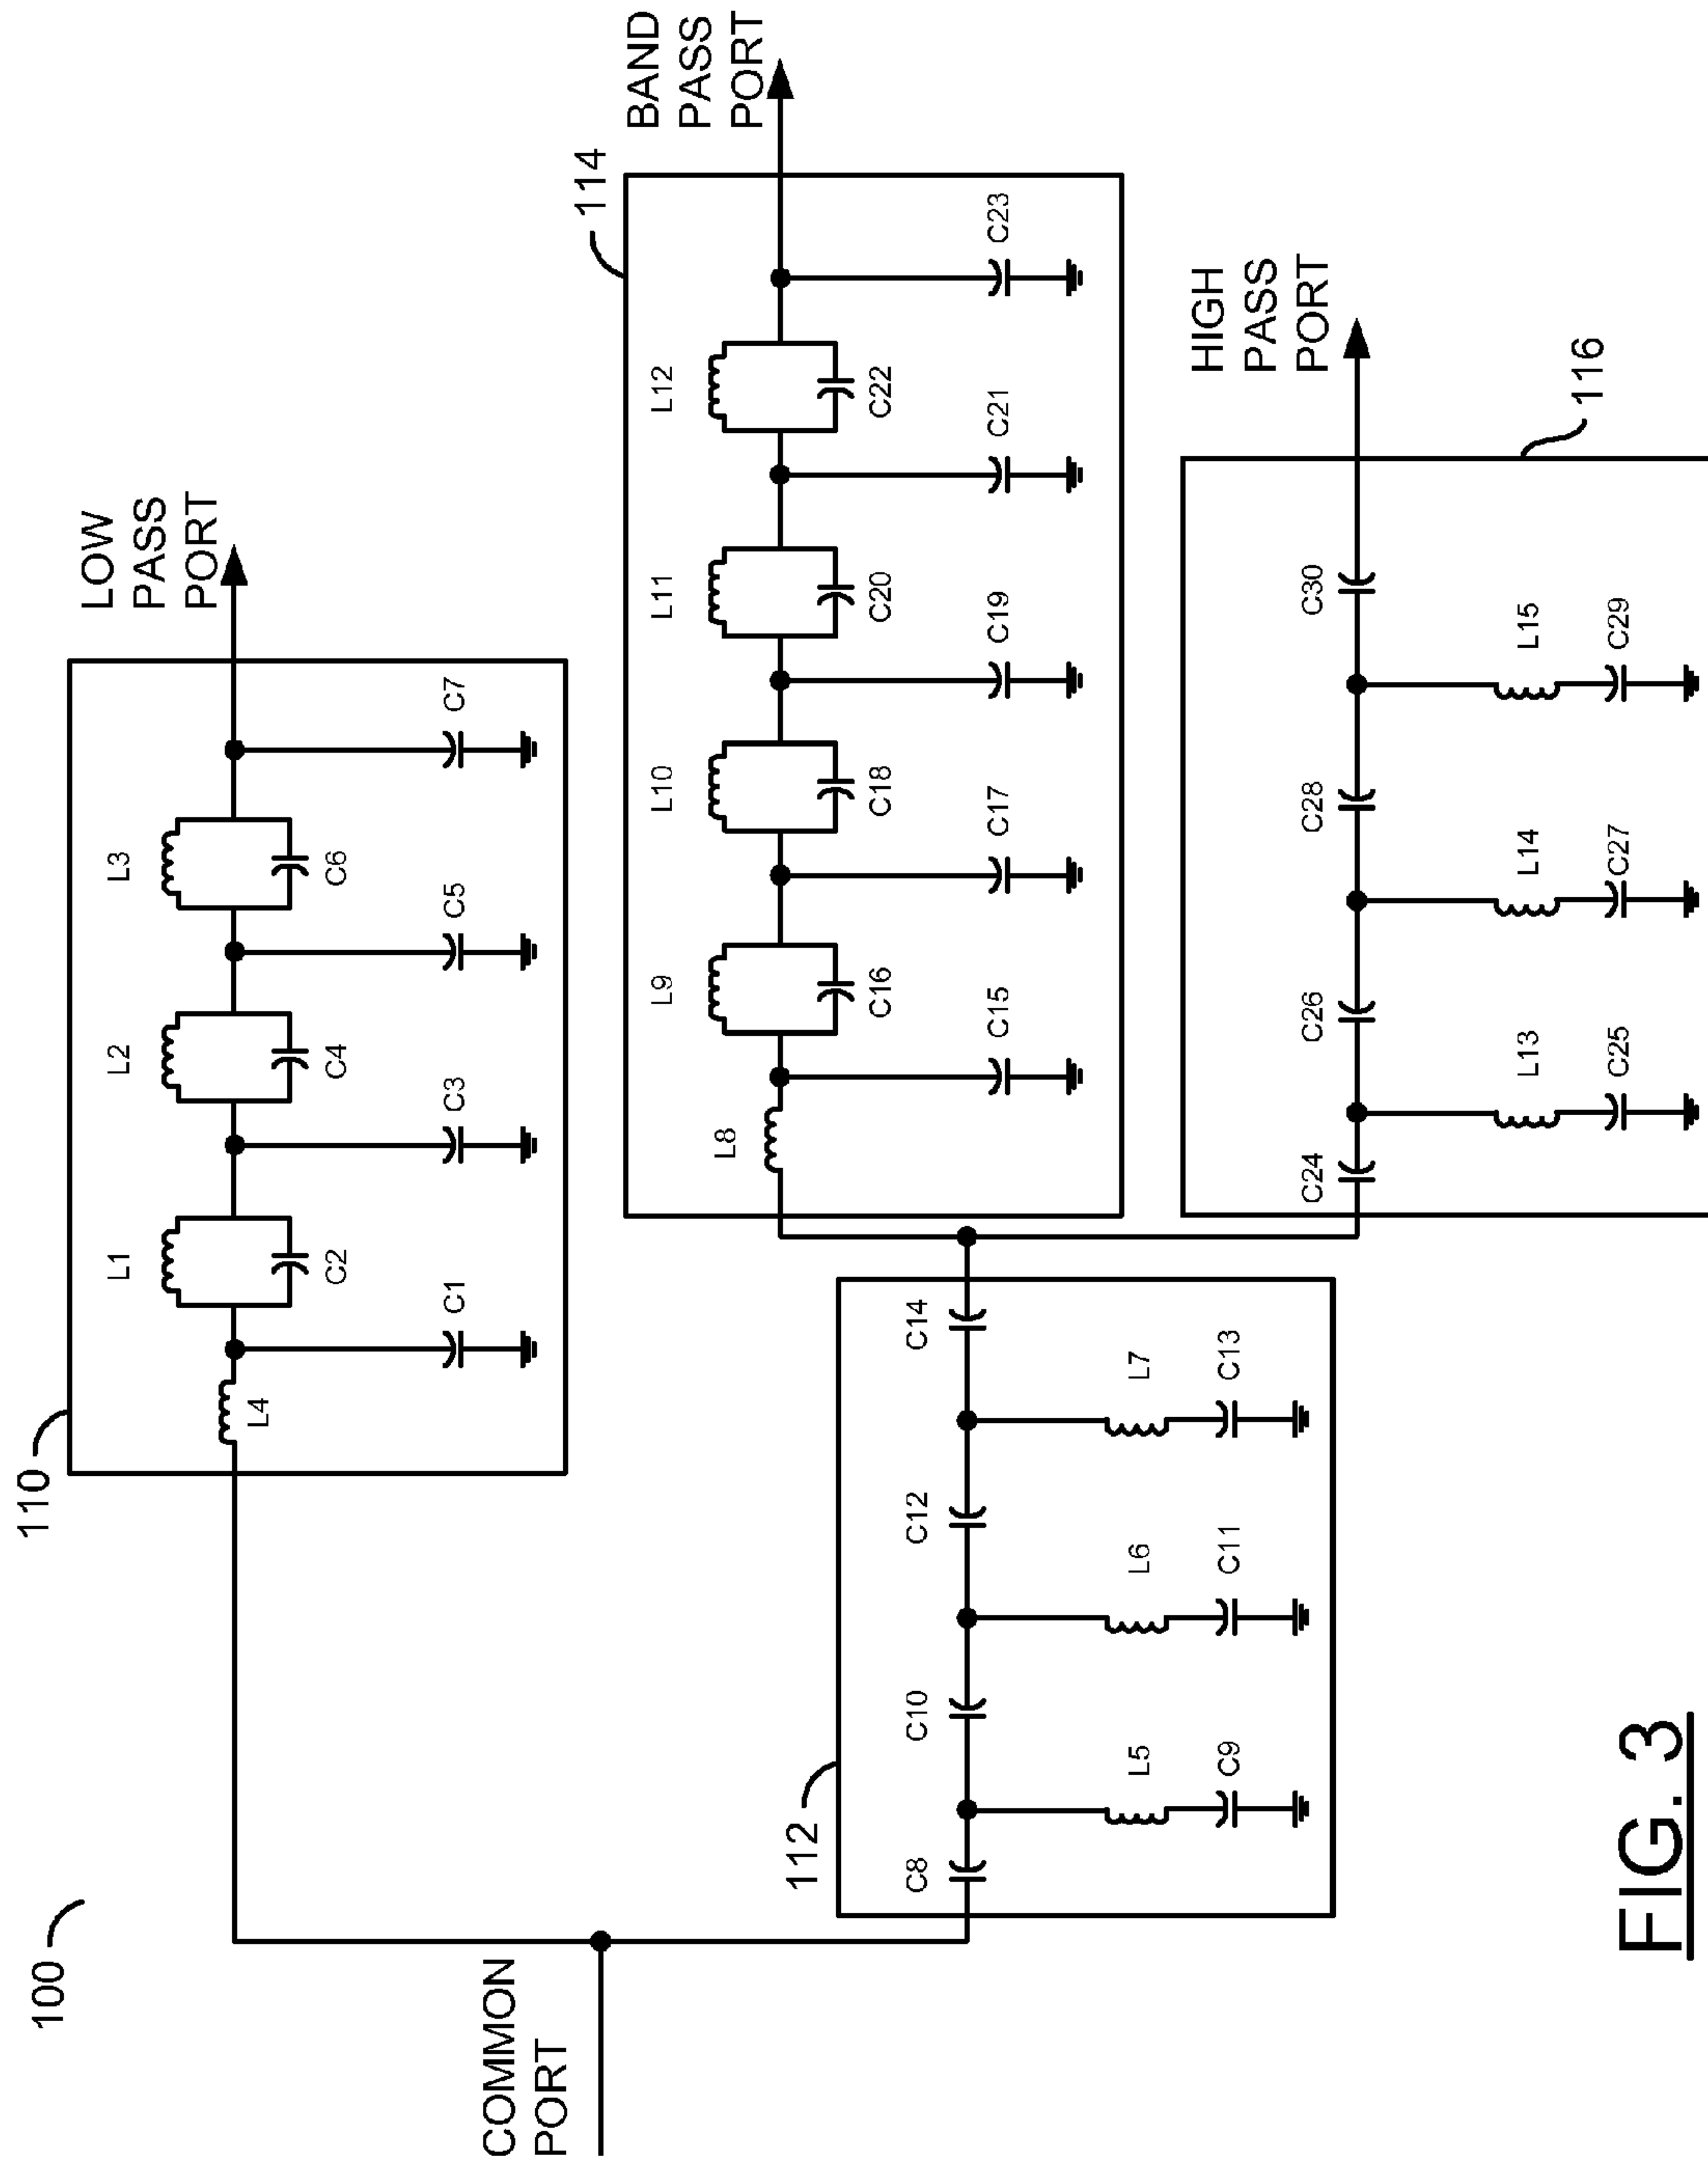 100
COMMON
PORT
110
L1
L2
L3
L4
C2
C4
C6
C1
C3
C5
C7
LOW
PASS
PORT
112
C8
C10
C12
C14
L5
L6
L7
C9
C11
C13
114
L8
L9
L10
L11
L12
C16
C18
C20
C22
C15
C17
C19
C21
C23
BAND
PASS
PORT
C24
C26
C28
C30
L13
L14
L15
C25
C27
C29
116
HIGH
PASS
PORT
FIG. 3